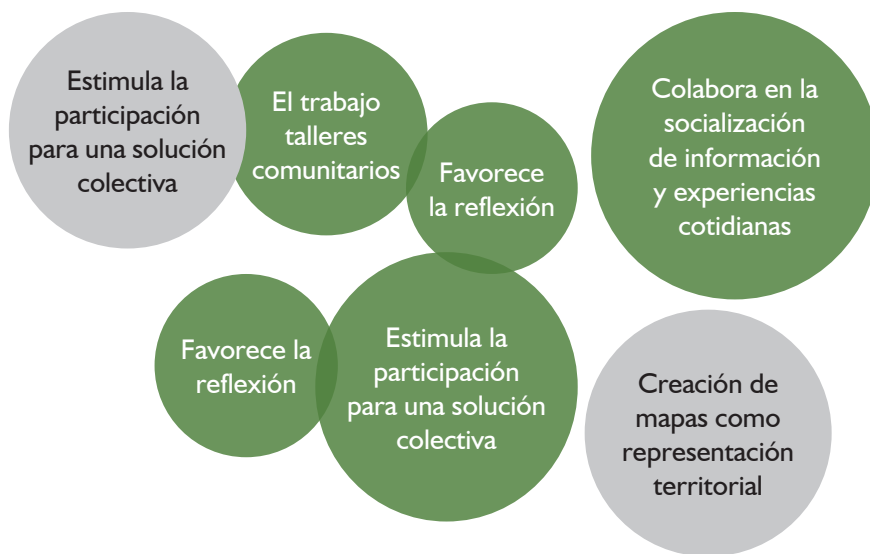 Estimula la
participación
para una solución
colectiva
El trabajo
talleres
comunitarios
Favorece
la reflexión
Colabora en la
socialización
de información
y experiencias
cotidianas
Favorece la
reflexión
Estimula la
participación
para una solución
colectiva
Creación de
mapas como
representación
territorial